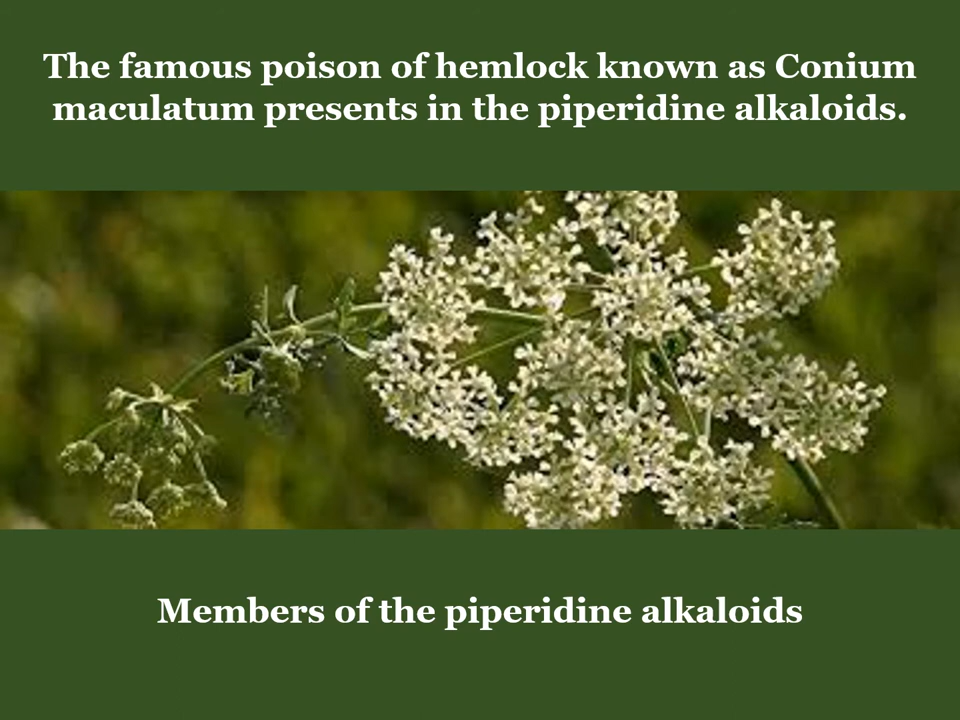 The famous poison of hemlock known as Conium
maculatum presents in the piperidine alkaloids.
Members of the piperidine alkaloids